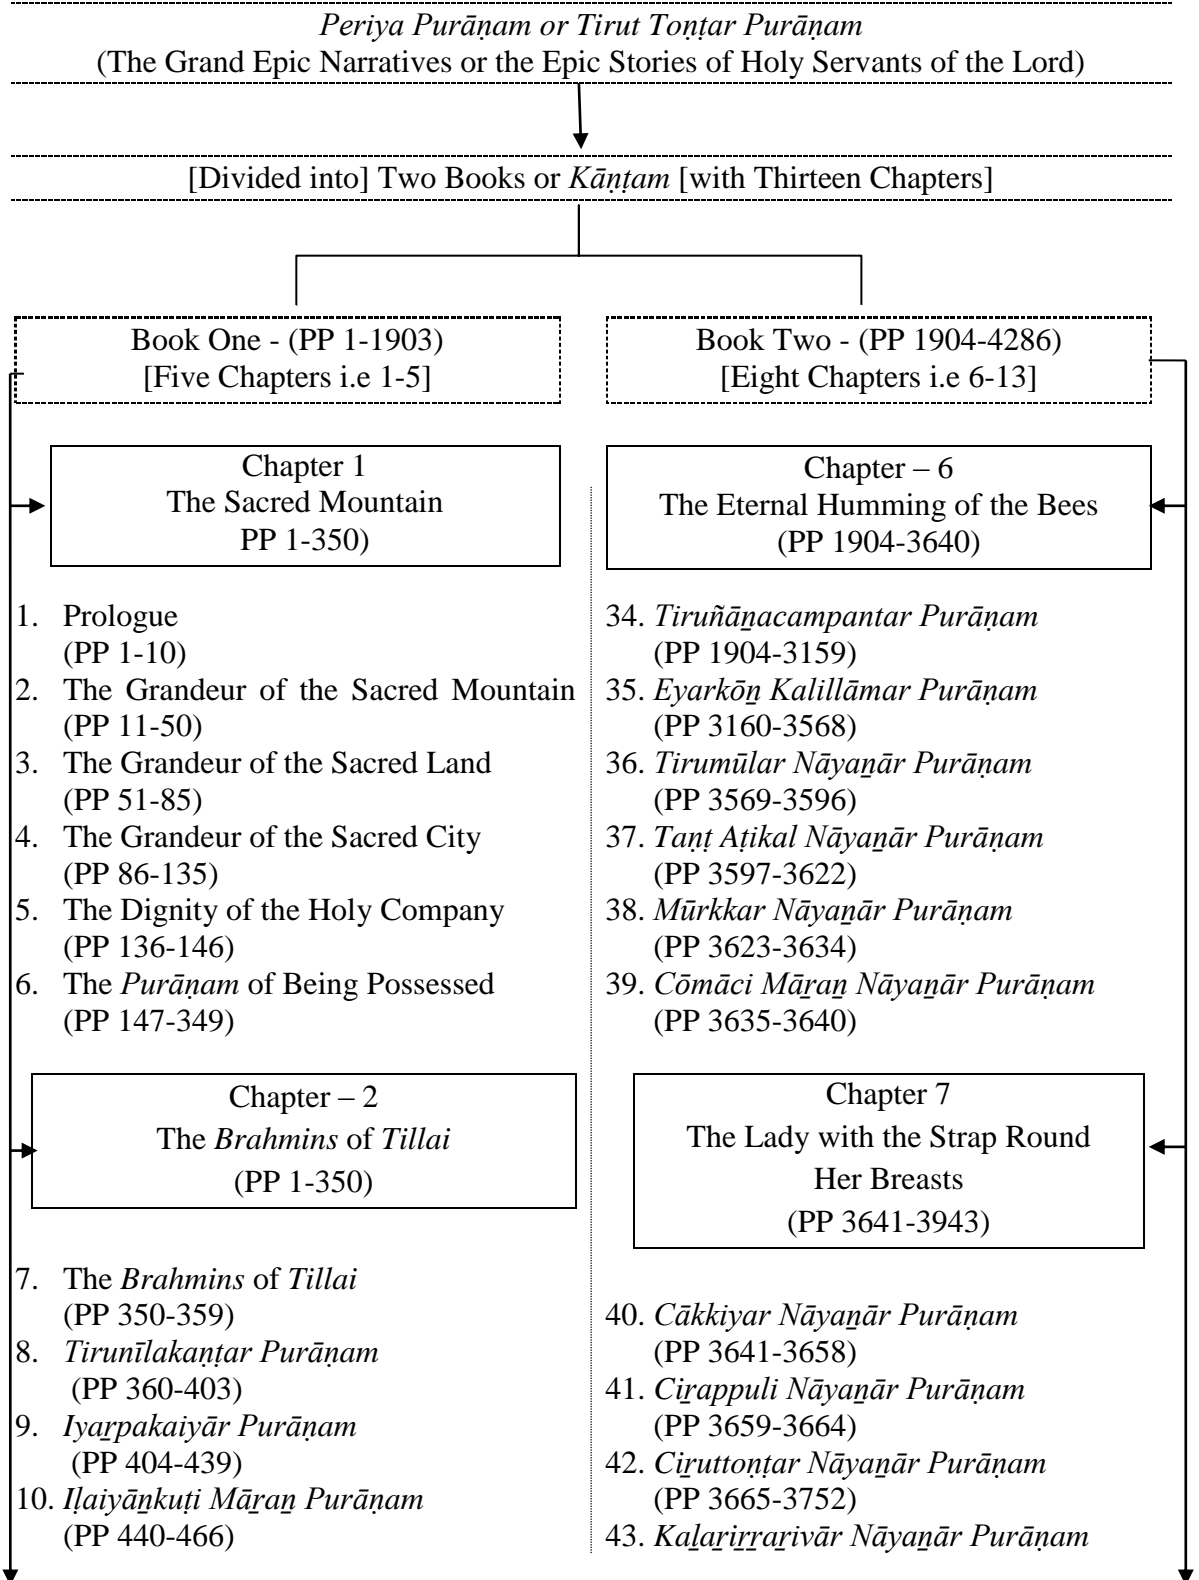 Periya Purāṇam or Tirut Toṇṭar Purāṇam
(The Grand Epic Narratives or the Epic Stories of Holy Servants of the Lord)
[Divided into] Two Books or Kāṇṭam [with Thirteen Chapters]
Book One - (PP 1-1903)
[Five Chapters i.e 1-5]
Chapter 1
The Sacred Mountain
PP 1-350)
1. Prologue
(PP 1-10)
2. The Grandeur of the Sacred Mountain
(PP 11-50)
3. The Grandeur of the Sacred Land
(PP 51-85)
4. The Grandeur of the Sacred City
(PP 86-135)
5. The Dignity of the Holy Company
(PP 136-146)
6. The Purāṇam of Being Possessed
(PP 147-349)
Chapter – 2
The Brahmins of Tillai
(PP 1-350)
7. The Brahmins of Tillai
(PP 350-359)
8. Tirunīlakaṇṭar Purāṇam
(PP 360-403)
9. Iyaṟpakaiyār Purāṇam
(PP 404-439)
10. Iḷaiyāṉkuṭi Māṟaṉ Purāṇam
(PP 440-466)
Book Two - (PP 1904-4286)
[Eight Chapters i.e 6-13]
Chapter – 6
The Eternal Humming of the Bees
(PP 1904-3640)
34. Tiruñāṉacampantar Purāṇam
(PP 1904-3159)
35. Eyarkōṉ Kalillāmar Purāṇam
(PP 3160-3568)
36. Tirumūlar Nāyaṉār Purāṇam
(PP 3569-3596)
37. Taṇṭ Aṭikal Nāyaṉār Purāṇam
(PP 3597-3622)
38. Mūrkkar Nāyaṉār Purāṇam
(PP 3623-3634)
39. Cōmāci Māṟaṉ Nāyaṉār Purāṇam
(PP 3635-3640)
Chapter 7
The Lady with the Strap Round
Her Breasts
(PP 3641-3943)
40. Cākkiyar Nāyaṉār Purāṇam
(PP 3641-3658)
41. Ciṟappuli Nāyaṉār Purāṇam
(PP 3659-3664)
42. Ciṟuttoṇṭar Nāyaṉār Purāṇam
(PP 3665-3752)
43. Kaḻaṟiṟṟaṟivār Nāyaṉār Purāṇam